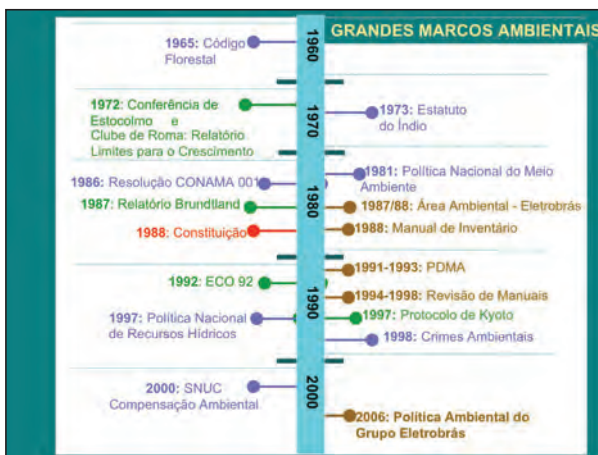 GRANDES MARCOS AMBIENTAIS
1960
1965: Código
Florestal
1970
1972: Conferência de
Estocolmo e
Clube de Roma: Relatório
Limites para o Crescimento
1973: Estatuto
do Índio
1980
1981: Política Nacional do Meio
Ambiente
1986: Resolução CONAMA 001
1987: Relatório Brundtland
1987/88: Área Ambiental - Eletrobrás
1988: Constituição
1988: Manual de Inventário
1990
1991-1993: PDMA
1992: ECO 92
1994-1998: Revisão de Manuais
1997: Política Nacional
de Recursos Hídricos
1997: Protocolo de Kyoto
1998: Crimes Ambientais
2000
2000: SNUC
Compensação Ambiental
2006: Política Ambiental do
Grupo Eletrobrás